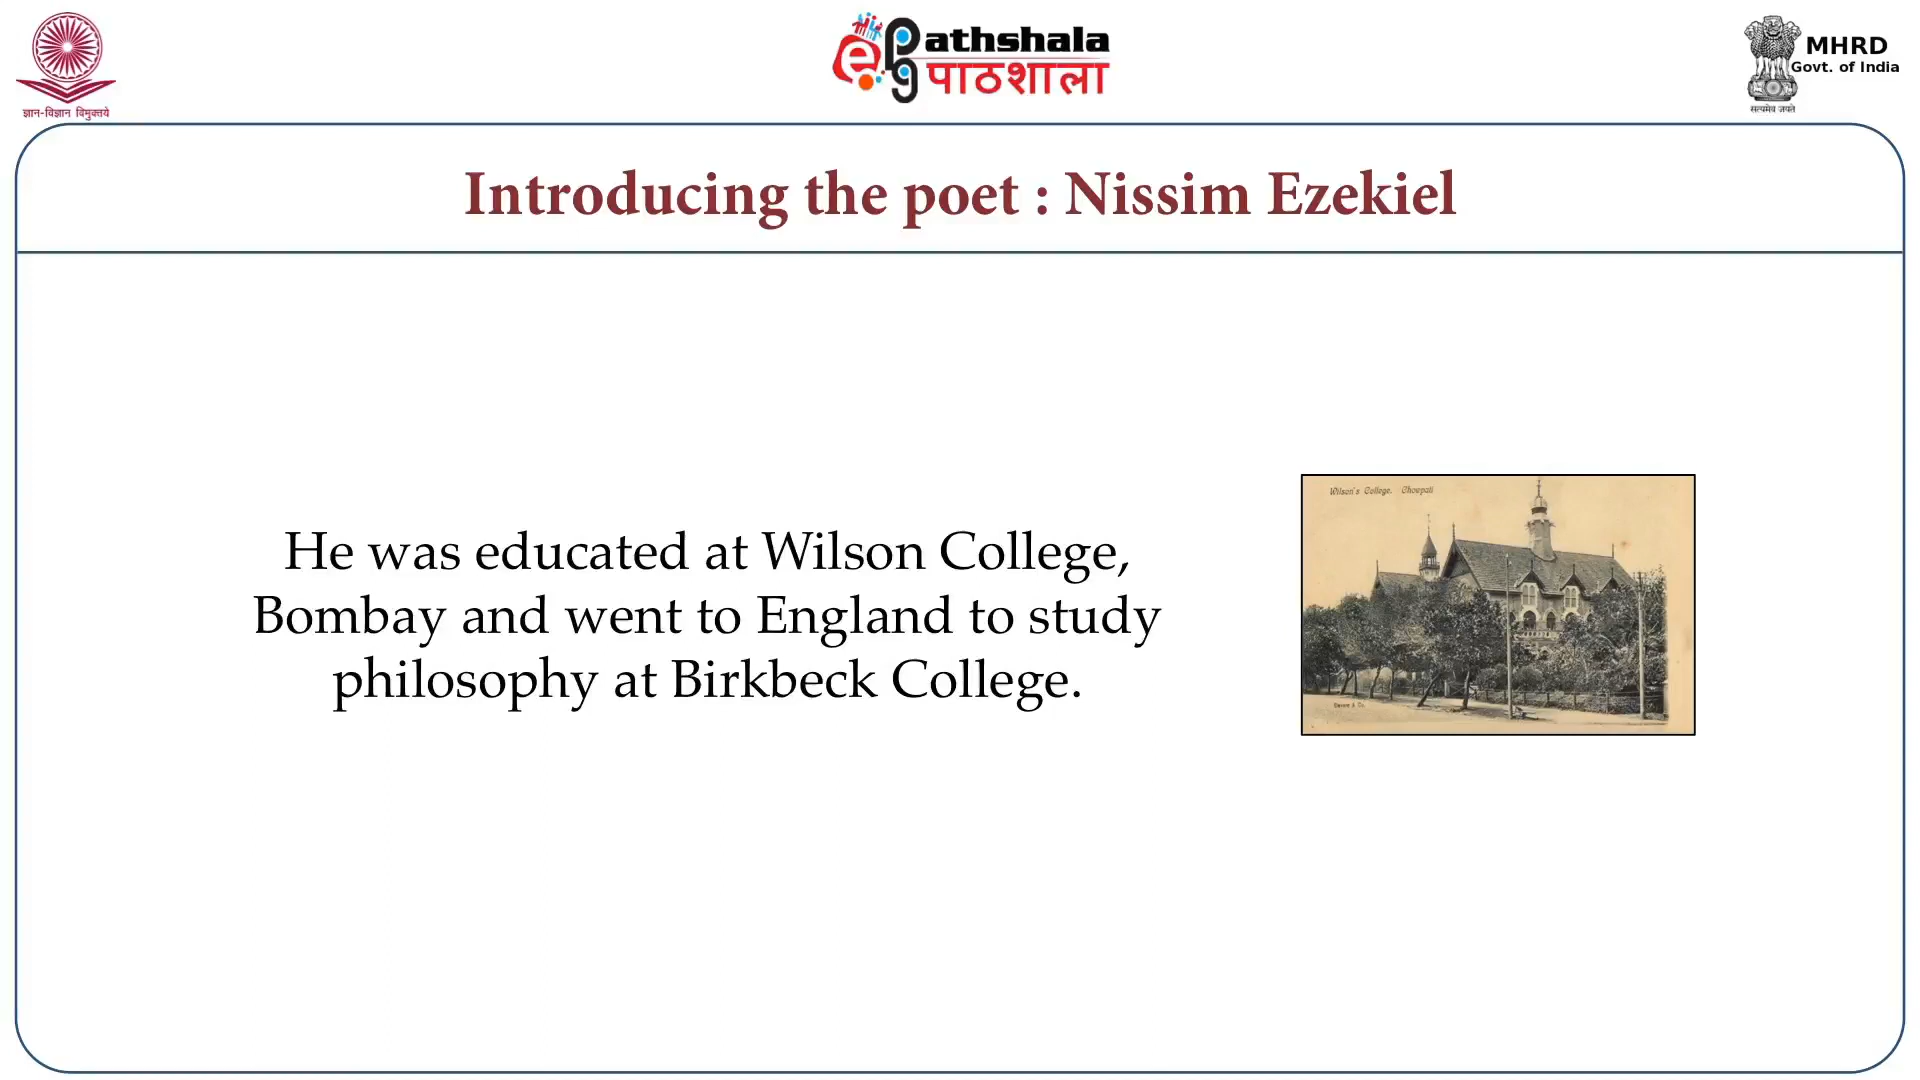 ज्ञान-विज्ञान विमुक्तये
ePathshala
पाठशाला
MHRD
Govt. of India
सत्यमेव जयते
Introducing the poet : Nissim Ezekiel
He was educated at Wilson College,
Bombay and went to England to study
philosophy at Birkbeck College.
Wilson's College. Chowpati